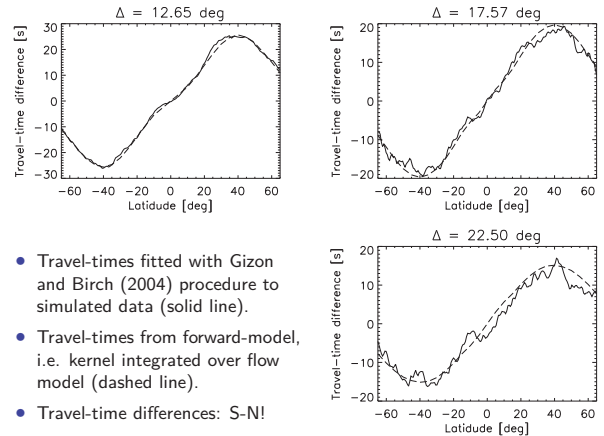 Δ = 12.65 deg
Travel-time difference [s]
30
20
10
0
-10
-20
-30
-60 -40 -20 0 20 40 60
Latidude [deg]
Δ = 17.57 deg
Travel-time difference [s]
20
10
0
-10
-20
-60 -40 -20 0 20 40 60
Latidude [deg]
• Travel-times fitted with Gizon
and Birch (2004) procedure to
simulated data (solid line).
• Travel-times from forward-model,
i.e. kernel integrated over flow
model (dashed line).
• Travel-time differences: S-N!
Δ = 22.50 deg
Travel-time difference [s]
20
10
0
-10
-20
-60 -40 -20 0 20 40 60
Latidude [deg]